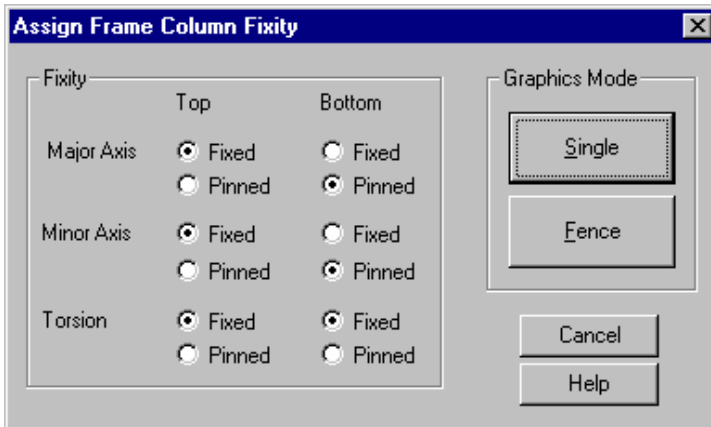 Assign Frame Column Fixity
Fixity
Top Bottom
Major Axis Fixed Fixed
Pinned Pinned
Minor Axis Fixed Fixed
Pinned Pinned
Torsion Fixed Fixed
Pinned Pinned
Graphics Mode
Single
Fence
Cancel
Help